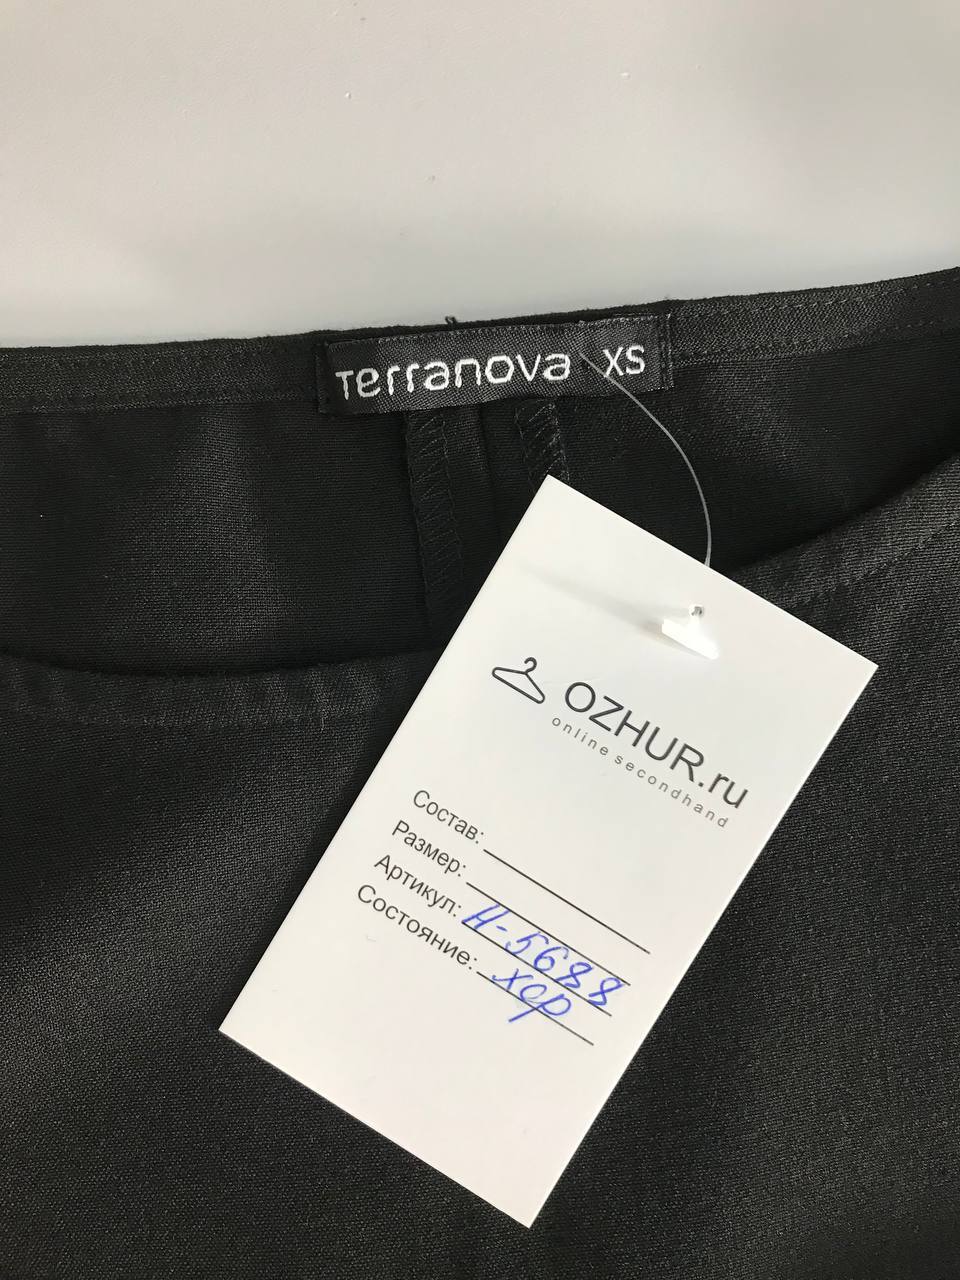 Terranova XS
OZHUR.ru
online secondhand
Состав:
Размер:
Артикул: Н-5688
Состояние: хор